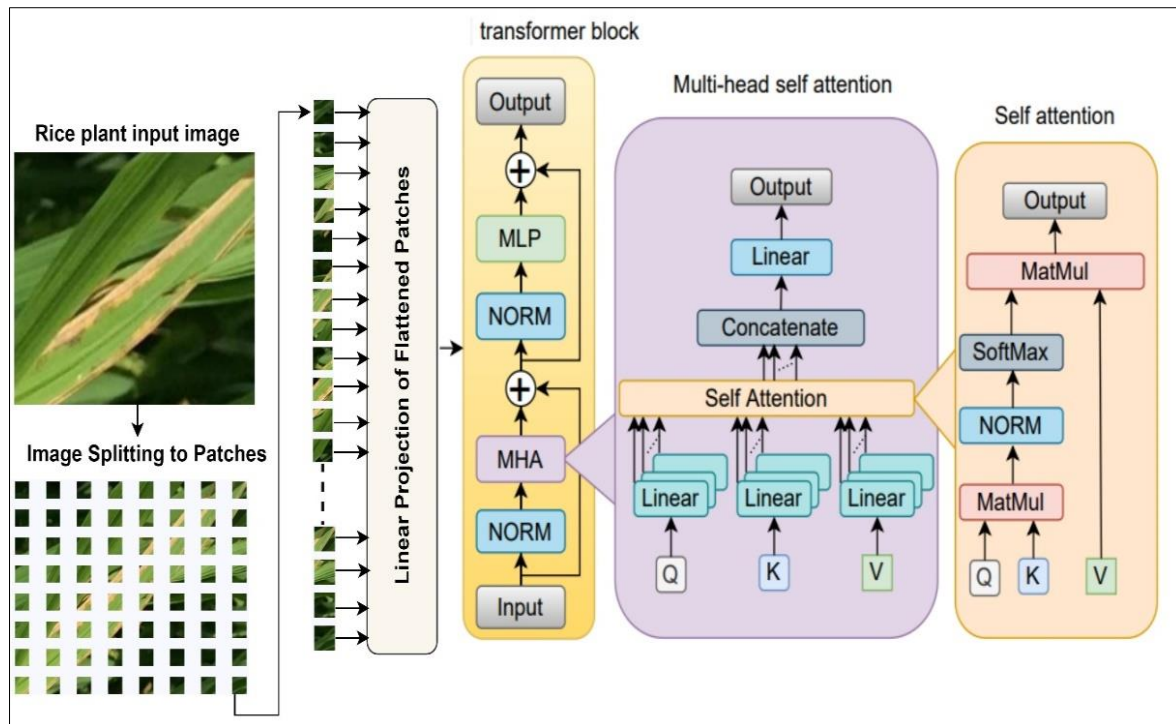 transformer block
Multi-head self attention
Self attention
Rice plant input image
Image Splitting to Patches
Linear Projection of Flattened Patches
Output
+
MLP
NORM
+
MHA
NORM
Input
Output
Linear
Concatenate
Self Attention
Linear
Linear
Linear
Q
K
V
Output
MatMul
SoftMax
NORM
MatMul
Q
K
V